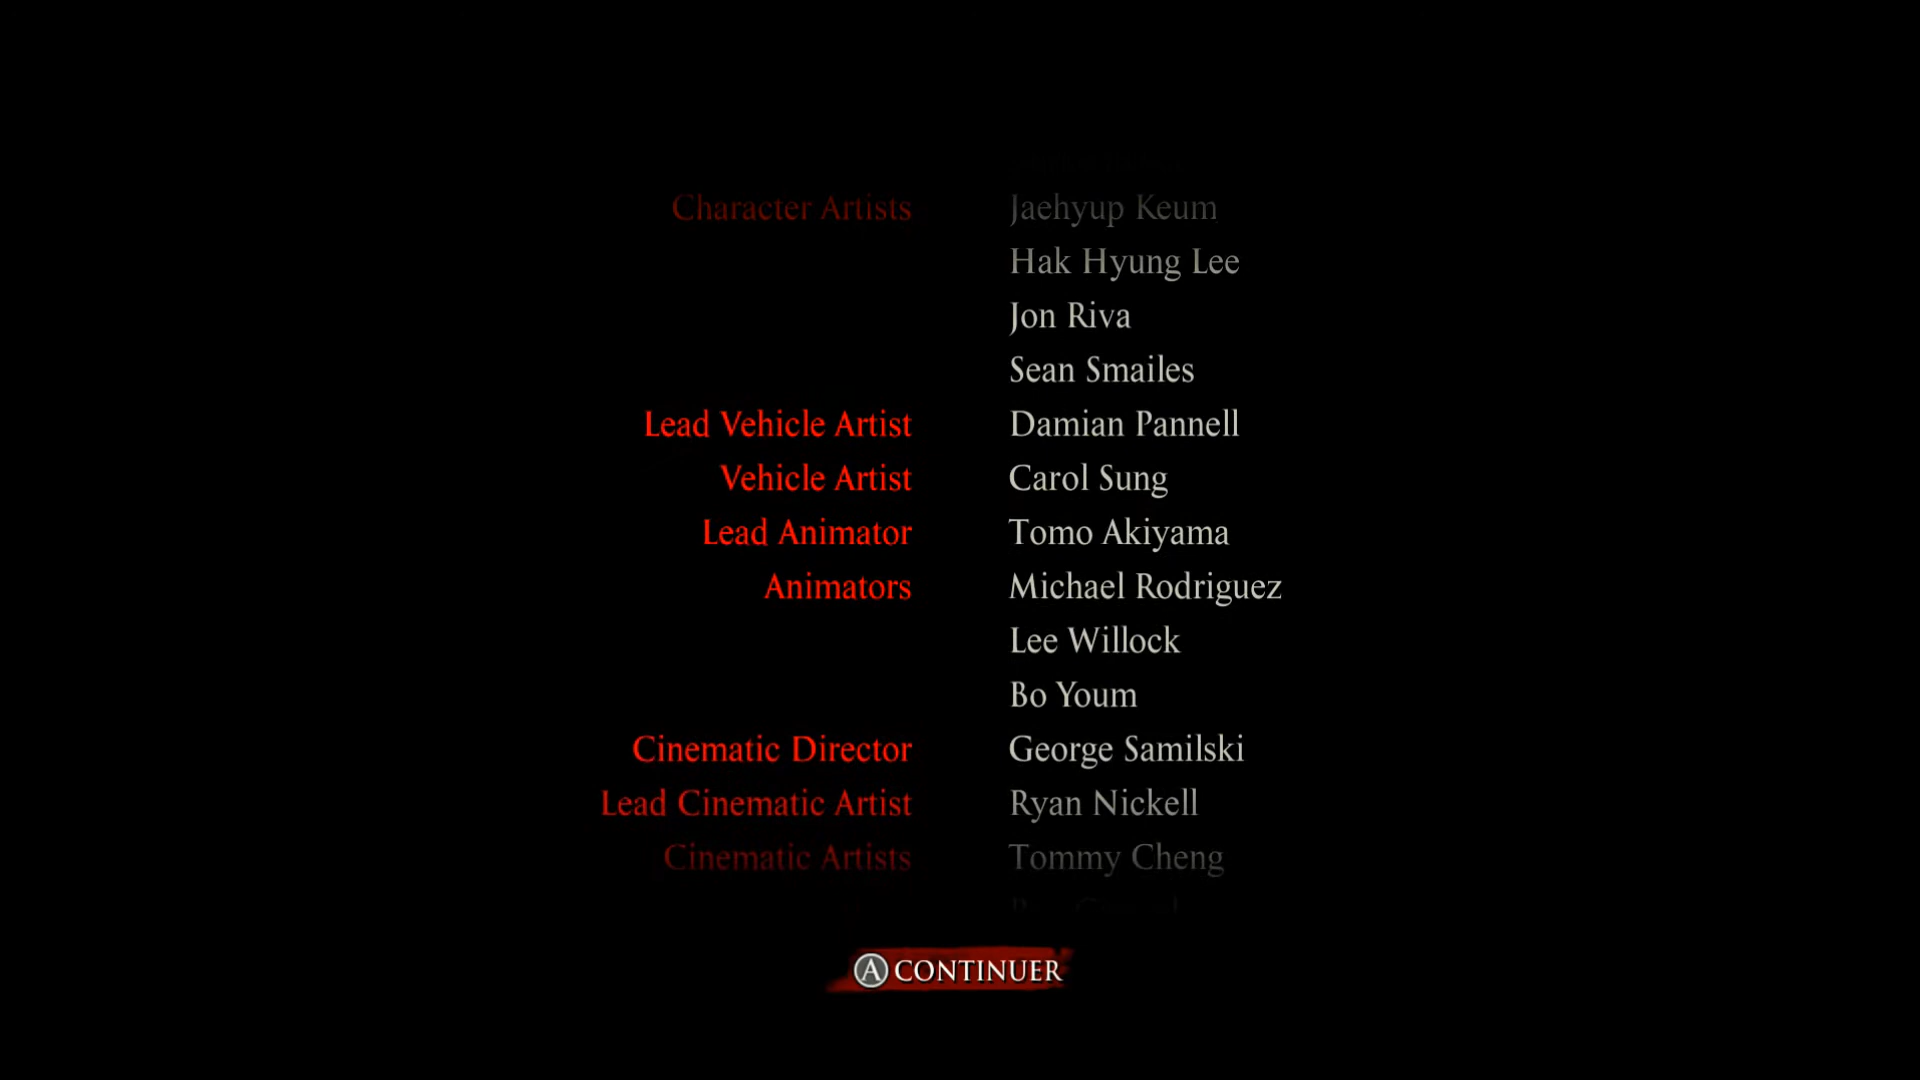 Character Artists Jaehyup Keum
Hak Hyung Lee
Jon Riva
Sean Smailes
Lead Vehicle Artist Damian Pannell
Vehicle Artist Carol Sung
Lead Animator Tomo Akiyama
Animators Michael Rodriguez
Lee Willock
Bo Youm
Cinematic Director George Samilski
Lead Cinematic Artist Ryan Nickell
Cinematic Artists Tommy Cheng
A CONTINUER